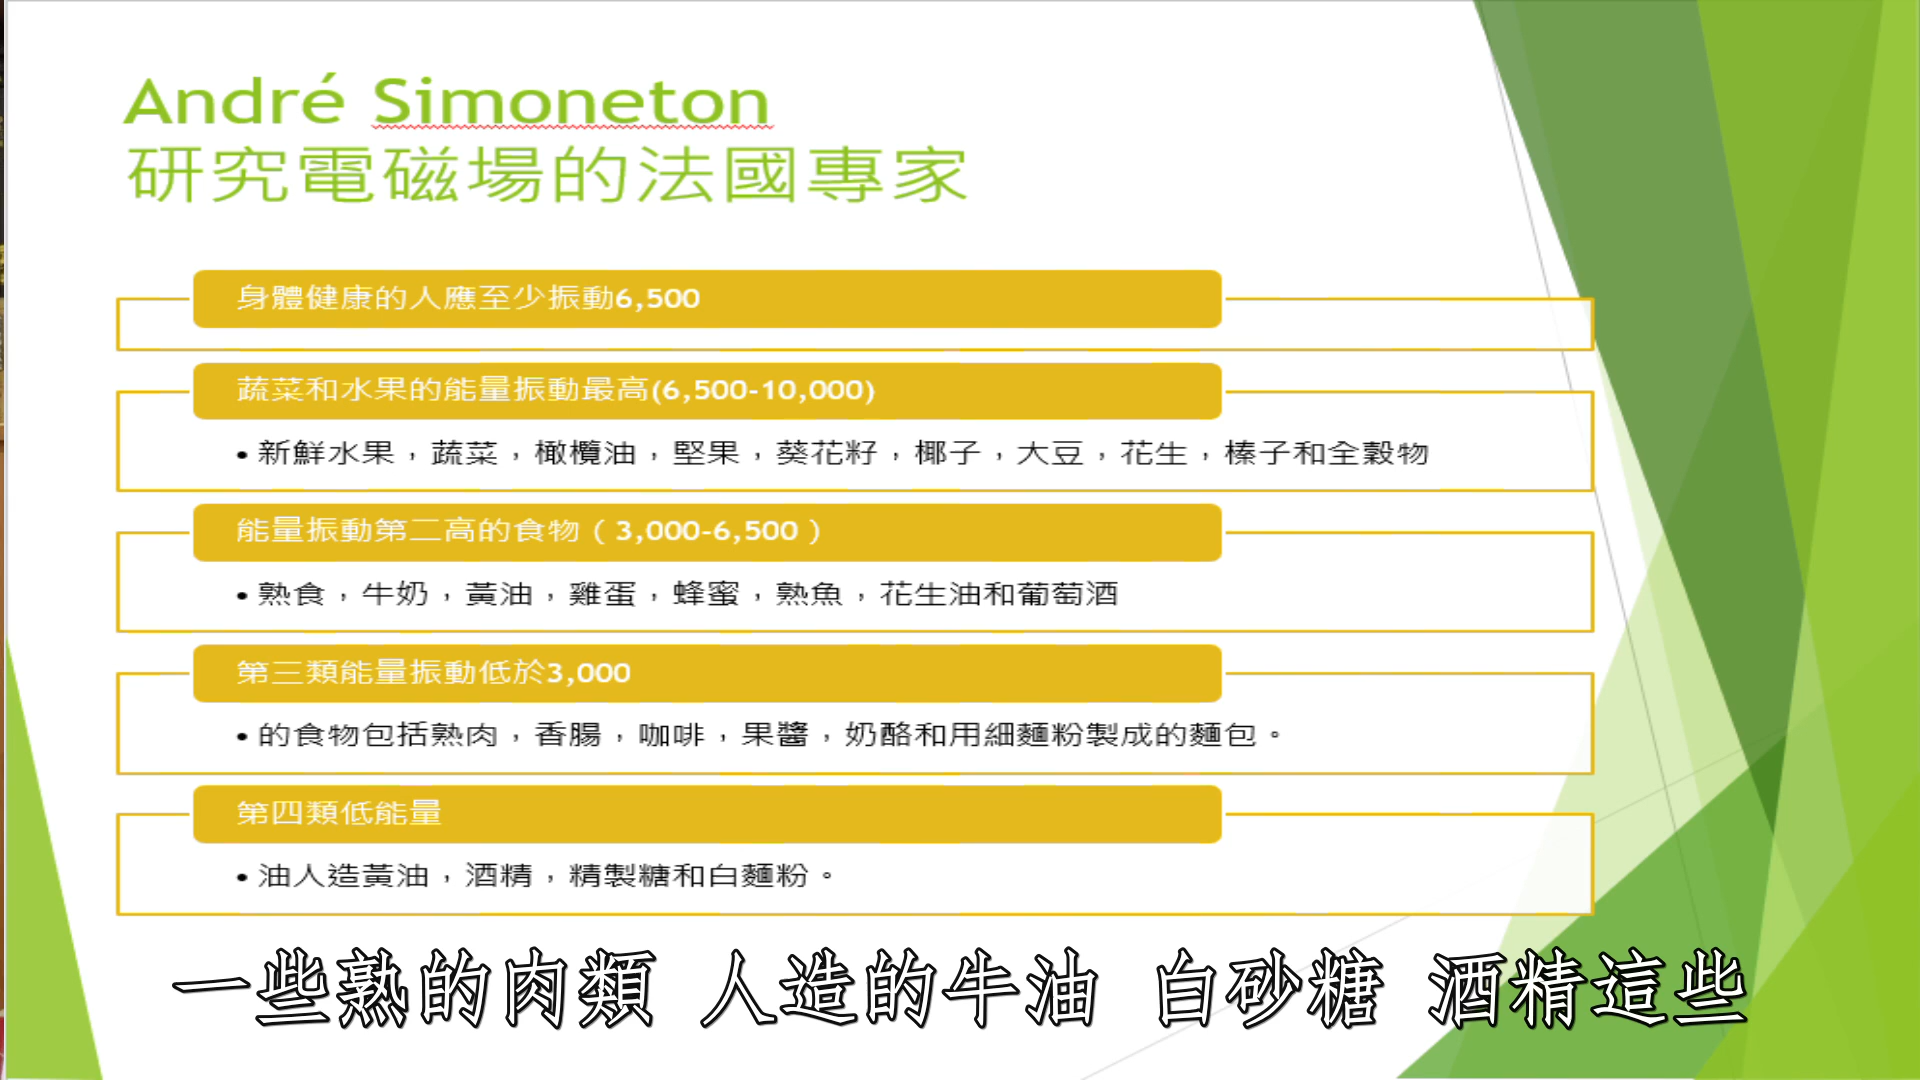 André Simoneton
研究電磁場的法國專家
身體健康的人應至少振動6,500
蔬菜和水果的能量振動最高(6,500-10,000)
• 新鮮水果，蔬菜，橄欖油，堅果，葵花籽，椰子，大豆，花生，榛子和全穀物
能量振動第二高的食物（3,000-6,500）
• 熟食，牛奶，黃油，雞蛋，蜂蜜，熟魚，花生油和葡萄酒
第三類能量振動低於3,000
• 的食物包括熟肉，香腸，咖啡，果醬，奶酪和用細麵粉製成的麵包。
第四類低能量
• 油人造黃油，酒精，精製糖和白麵粉。
一些熟的肉類 人造的牛油 白砂糖 酒精這些